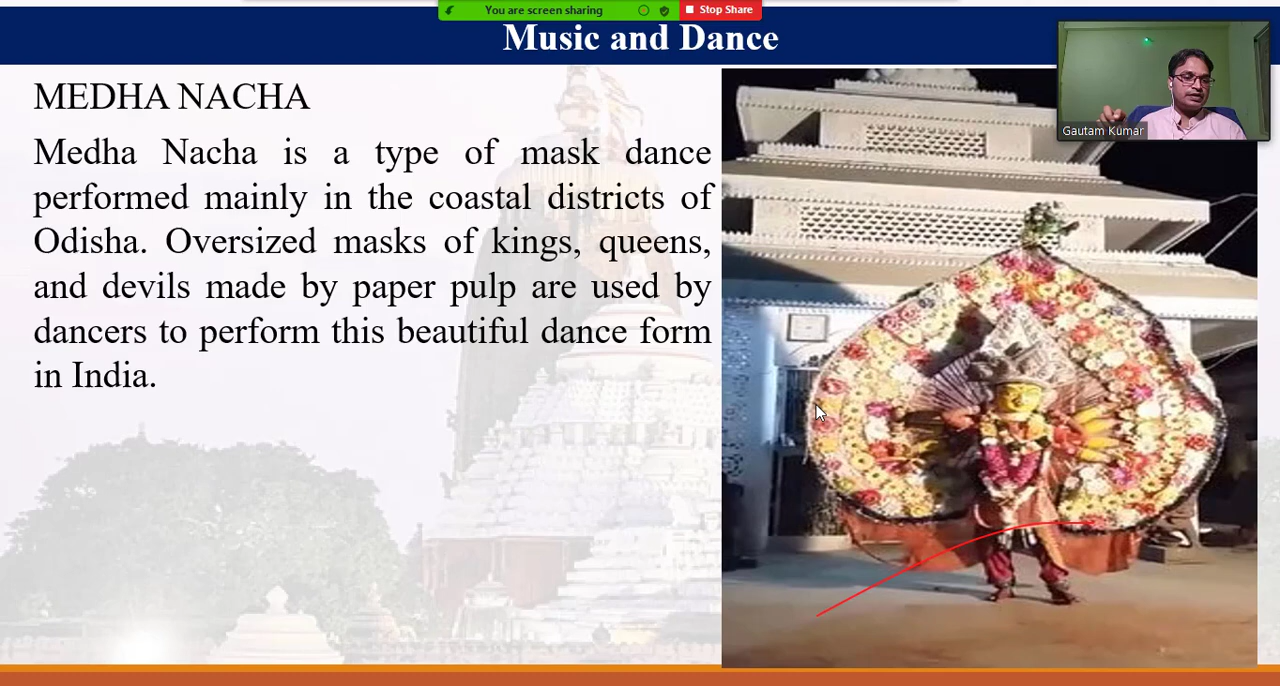 You are screen sharing
Stop Share
Music and Dance
Gautam Kumar
MEDHA NACHA
Medha Nacha is a type of mask dance
performed mainly in the coastal districts of
Odisha. Oversized masks of kings, queens,
and devils made by paper pulp are used by
dancers to perform this beautiful dance form
in India.